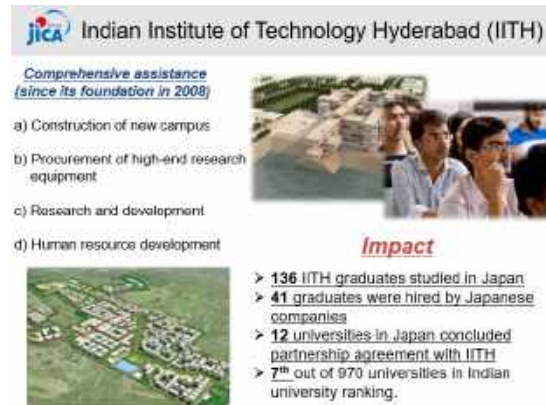 jICA
Indian Institute of Technology Hyderabad (IITH)
Comprehensive assistance
(since its foundation in 2008)
a) Construction of new campus
b) Procurement of high-end research
equipment
c) Research and development
d) Human resource development
Impact
➢ 136 IITH graduates studied in Japan
➢ 41 graduates were hired by Japanese
companies
➢ 12 universities in Japan concluded
partnership agreement with IITH
➢ 7th out of 970 universities in Indian
university ranking.